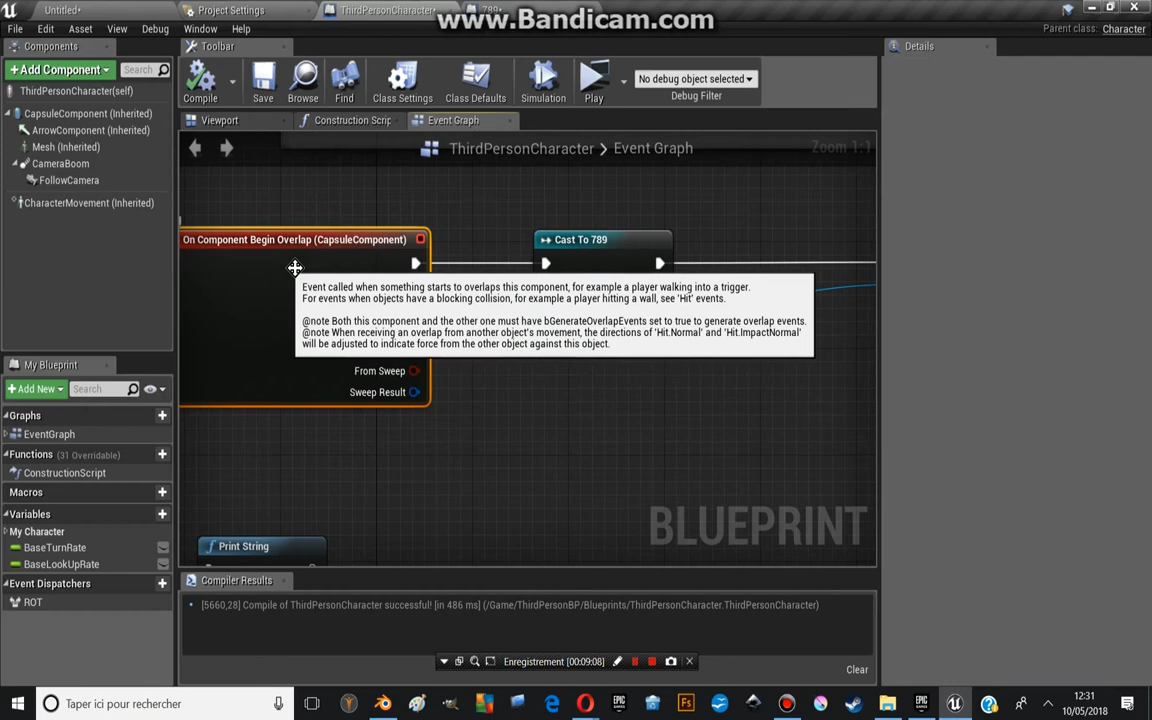 www.Bandicam.com
Untitled*
Project Settings
ThirdPersonCharacter*
789*
File Edit Asset View Debug Window Help
Parent class: Character
Components
Toolbar
Details
+Add Component
Search
Compile
Save
Browse
Find
Class Settings
Class Defaults
Simulation
Play
No debug object selected
Debug Filter
ThirdPersonCharacter(self)
CapsuleComponent (Inherited)
ArrowComponent (Inherited)
Mesh (Inherited)
CameraBoom
FollowCamera
CharacterMovement (Inherited)
Viewport
Construction Scrip
Event Graph
ThirdPersonCharacter > Event Graph
Zoom 1:1
On Component Begin Overlap (CapsuleComponent)
Cast To 789
Event called when something starts to overlaps this component, for example a player walking into a trigger.
For events when objects have a blocking collision, for example a player hitting a wall, see 'Hit' events.
@note Both this component and the other one must have bGenerateOverlapEvents set to true to generate overlap events.
@note When receiving an overlap from another object's movement, the directions of 'Hit.Normal' and 'Hit.ImpactNormal'
will be adjusted to indicate force from the other object against this object.
From Sweep
Sweep Result
Print String
BLUEPRINT
My Blueprint
+Add New
Search
Graphs
EventGraph
Functions (31 Overridable)
ConstructionScript
Macros
Variables
My Character
BaseTurnRate
BaseLookUpRate
Event Dispatchers
ROT
Compiler Results
[5660,28] Compile of ThirdPersonCharacter successful! [in 486 ms] (/Game/ThirdPersonBP/Blueprints/ThirdPersonCharacter.ThirdPersonCharacter)
Enregistrement [00:09:08]
Clear
Taper ici pour rechercher
EPIC GAMES
Fs
EPIC GAMES
12:31
10/05/2018